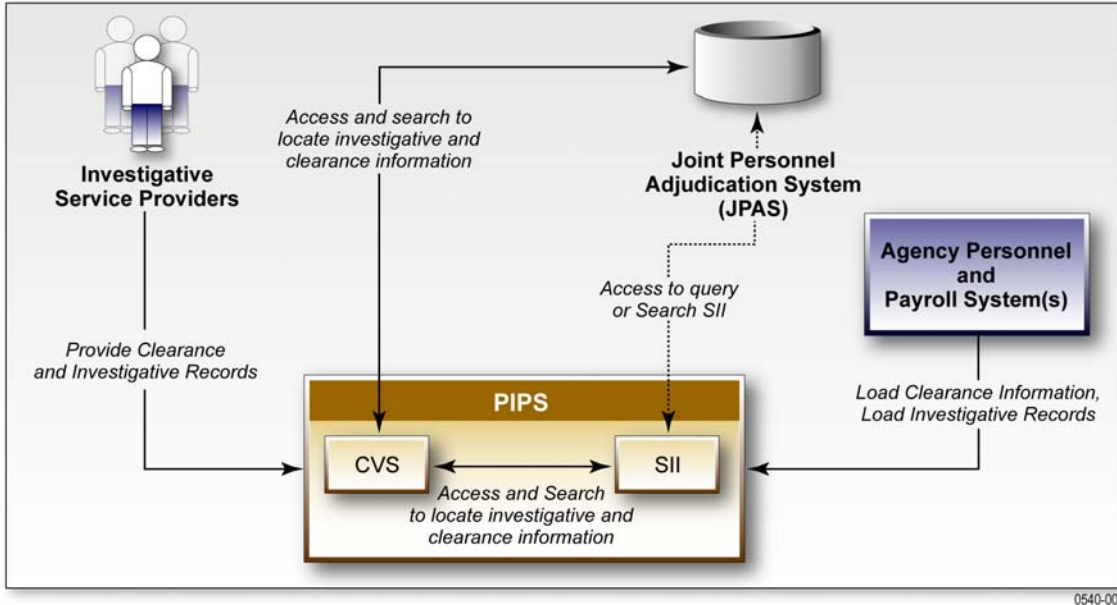 Access and search to
locate investigative and
clearance information
Investigative
Service Providers
Joint Personnel
Adjudication System
(JPAS)
Agency Personnel
and
Payroll System(s)
Access to query
or Search SII
Provide Clearance
and Investigative Records
Load Clearance Information,
Load Investigative Records
PIPS
CVS
SII
Access and Search
to locate investigative and
clearance information
0540-00